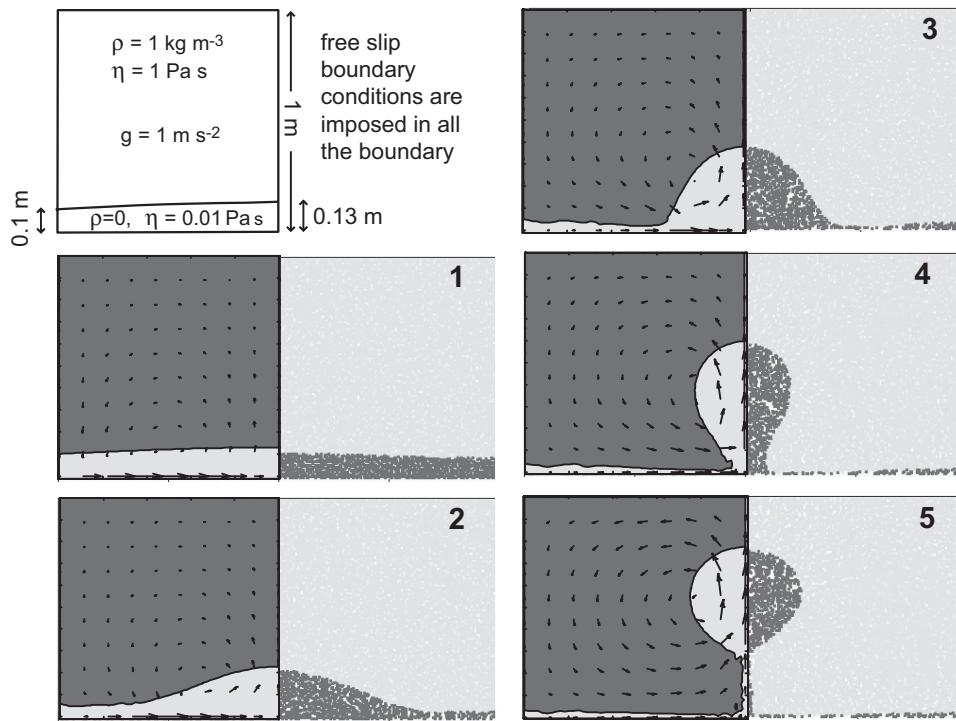 ρ = 1 kg m-3
η = 1 Pa s
g = 1 m s-2
ρ=0, η = 0.01 Pa s
0.1 m
1 m
0.13 m
free slip
boundary
conditions are
imposed in all
the boundary
1
2
3
4
5